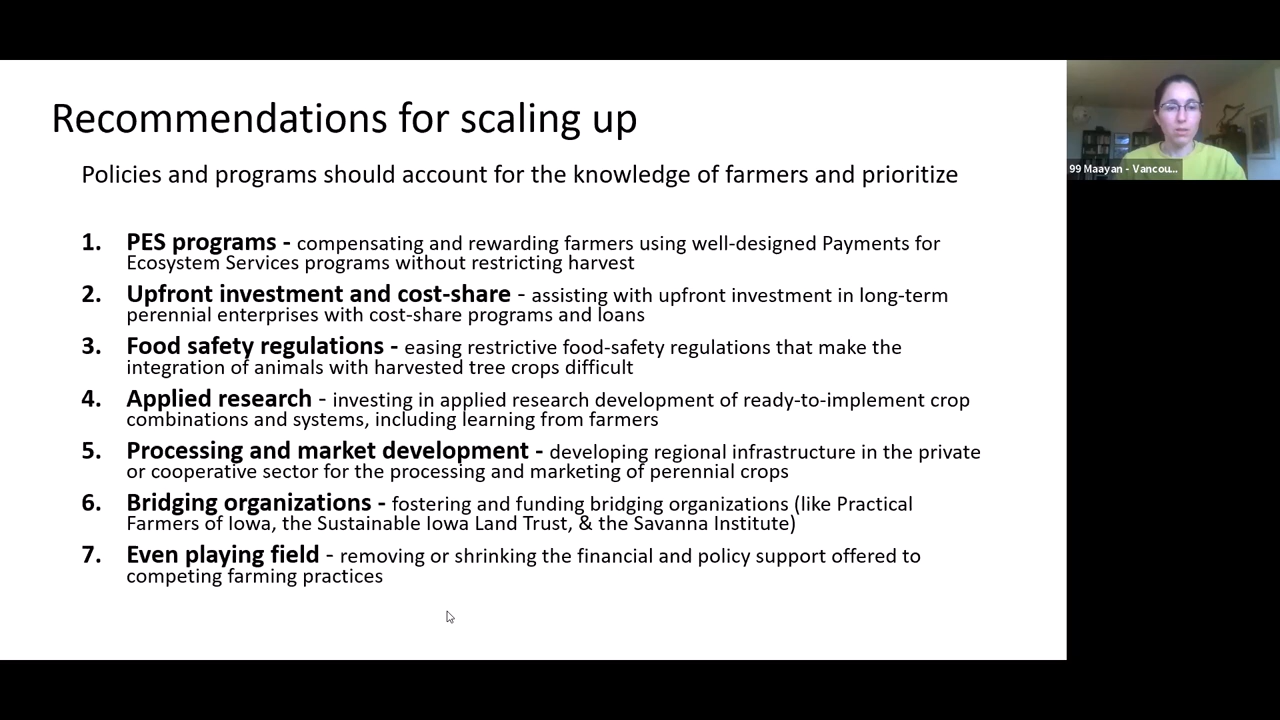 Recommendations for scaling up
99 Maayan - Vancou...
Policies and programs should account for the knowledge of farmers and prioritize
1. PES programs - compensating and rewarding farmers using well-designed Payments for
Ecosystem Services programs without restricting harvest
2. Upfront investment and cost-share - assisting with upfront investment in long-term
perennial enterprises with cost-share programs and loans
3. Food safety regulations - easing restrictive food-safety regulations that make the
integration of animals with harvested tree crops difficult
4. Applied research - investing in applied research development of ready-to-implement crop
combinations and systems, including learning from farmers
5. Processing and market development - developing regional infrastructure in the private
or cooperative sector for the processing and marketing of perennial crops
6. Bridging organizations - fostering and funding bridging organizations (like Practical
Farmers of Iowa, the Sustainable Iowa Land Trust, & the Savanna Institute)
7. Even playing field - removing or shrinking the financial and policy support offered to
competing farming practices